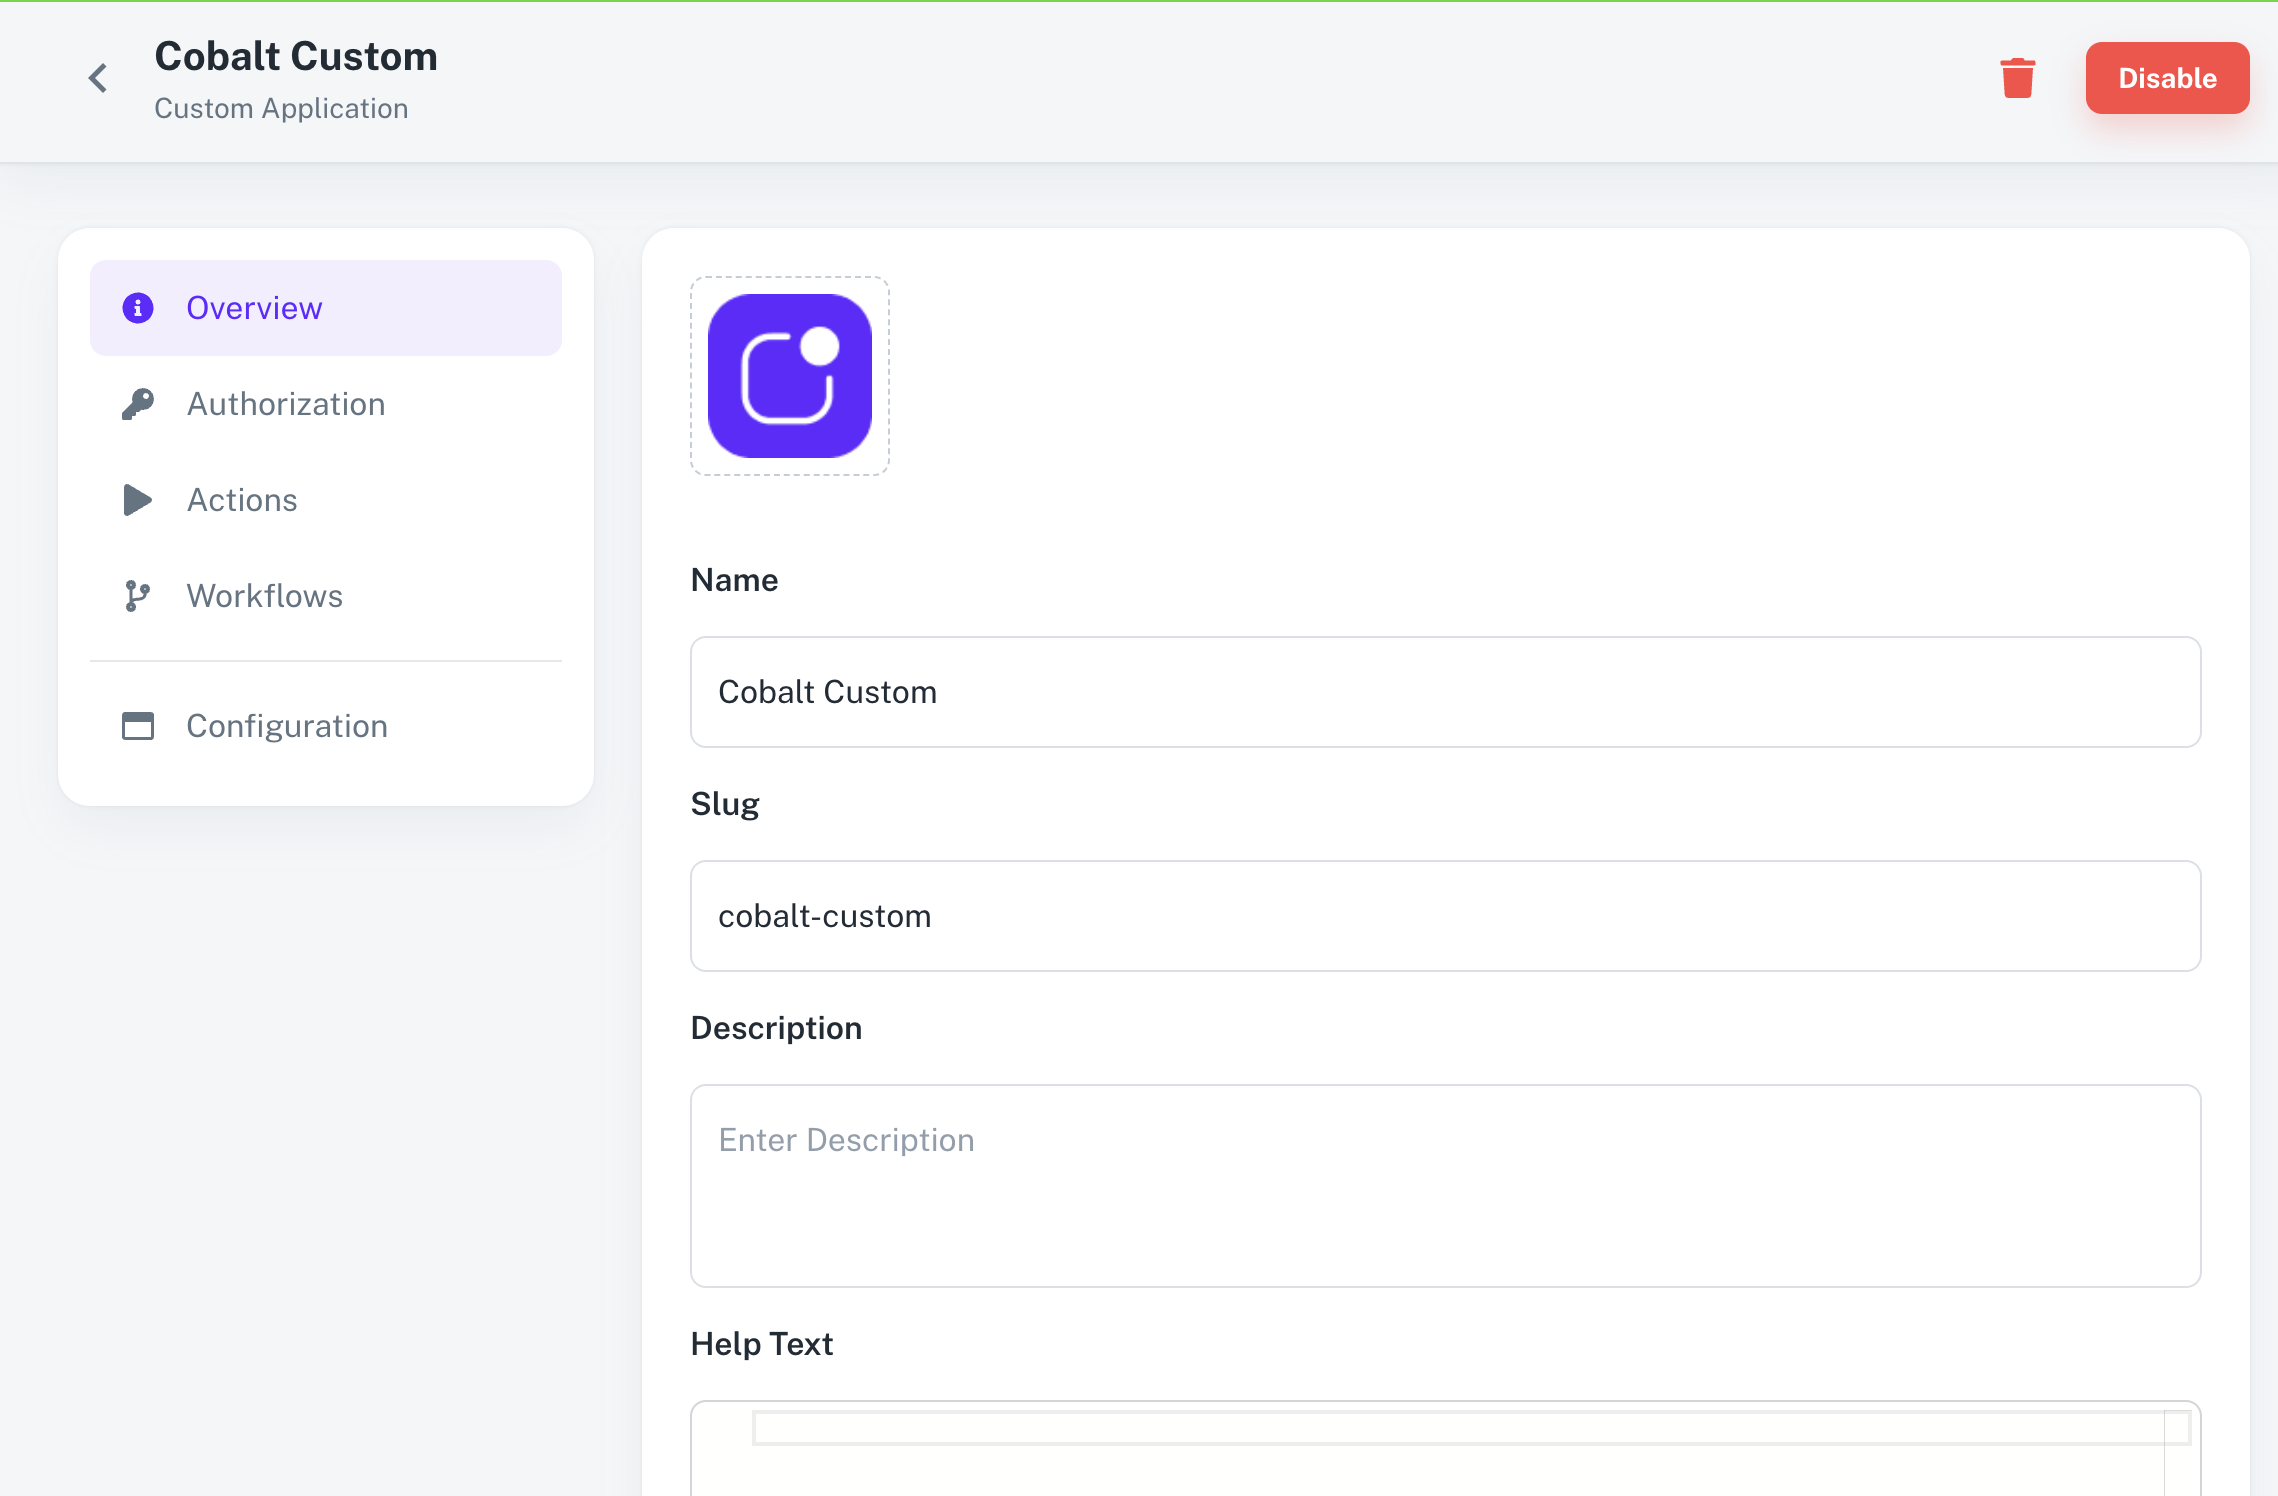 Cobalt Custom
Custom Application
Disable
Overview
Authorization
Actions
Workflows
Configuration
Name
Cobalt Custom
Slug
cobalt-custom
Description
Enter Description
Help Text